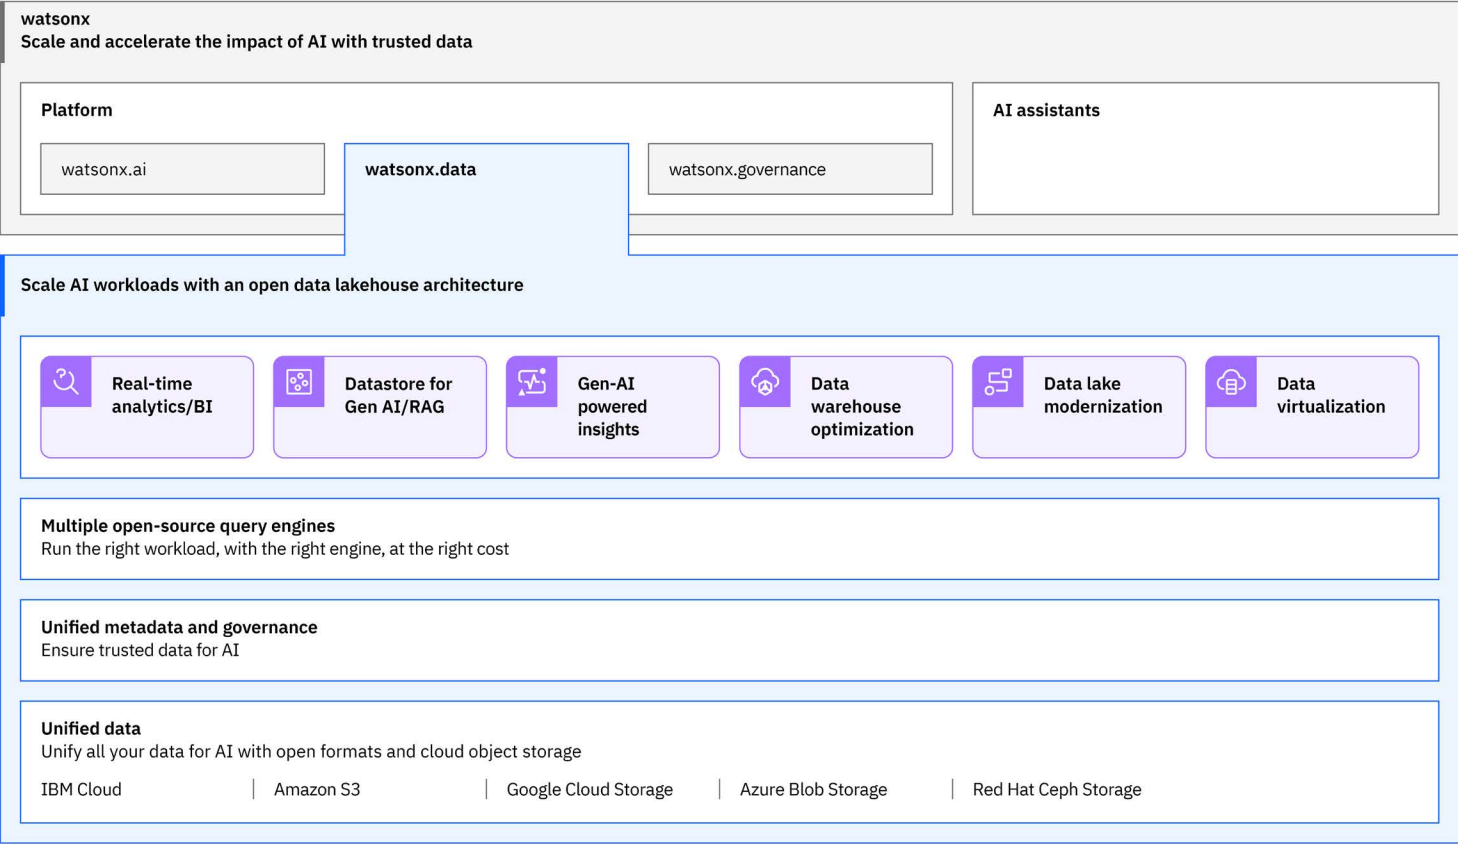 watsonx
Scale and accelerate the impact of AI with trusted data
Platform
AI assistants
watsonx.ai
watsonx.data
watsonx.governance
Scale AI workloads with an open data lakehouse architecture
Real-time
analytics/BI
Datastore for
Gen AI/RAG
Gen-AI
powered
insights
Data
warehouse
optimization
Data lake
modernization
Data
virtualization
Multiple open-source query engines
Run the right workload, with the right engine, at the right cost
Unified metadata and governance
Ensure trusted data for AI
Unified data
Unify all your data for AI with open formats and cloud object storage
IBM Cloud
Amazon S3
Google Cloud Storage
Azure Blob Storage
Red Hat Ceph Storage